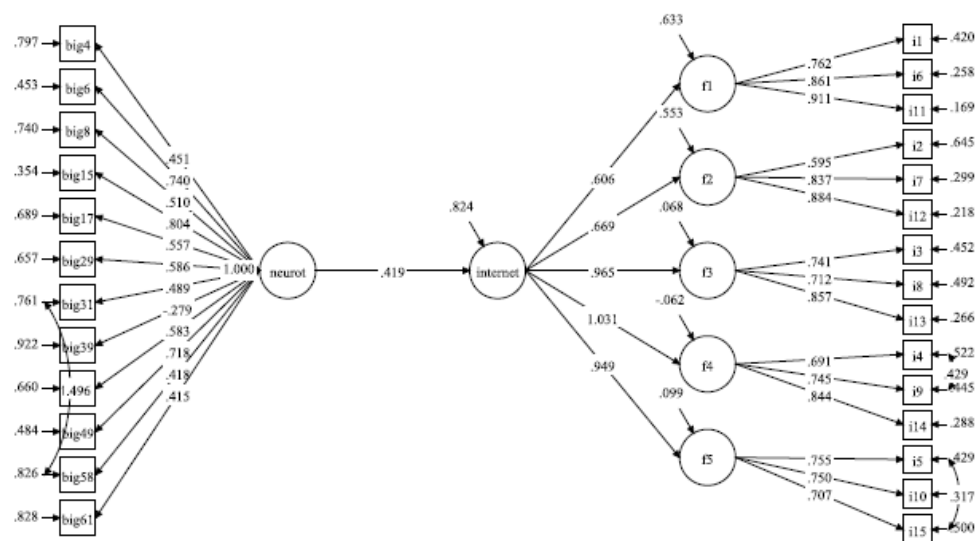 .797 big4
.453 big6
.740 big8
.354 big15
.689 big17
.657 big29
.761 big31
.922 big39
.660 1.496
.484 big49
.826 big58
.828 big61
.451
.740
.510
.804
.557
.586
.489
-.279
.583
.718
.418
.415
1.000 neurot
.419
.824
internet
.606
.669
.965
1.031
.949
.633
f1
.553
f2
.068
f3
-.062
f4
.099
f5
.762 i1 .420
.861 i6 .258
.911 i11 .169
.595 i2 .645
.837 i7 .299
.884 i12 .218
.741 i3 .452
.712 i8 .492
.857 i13 .266
.691 i4 .522
.429
.745 i9 .445
.844 i14 .288
.755 i5 .429
.750 i10 .317
.707 i15 .500